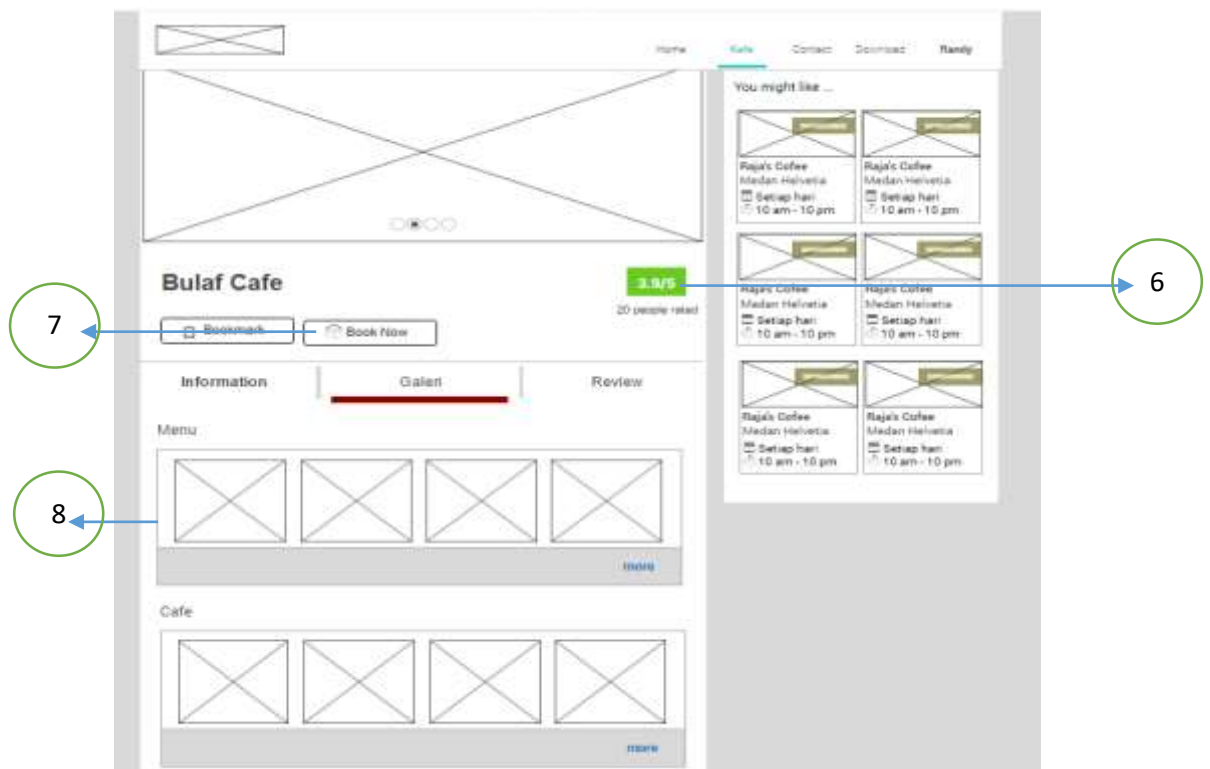 Home Kafe Contact Download Randy
You might like ...
Raja's Cofee
Medan Helvetia
Setiap hari
10 am - 10 pm
Raja's Cofee
Medan Helvetia
Setiap hari
10 am - 10 pm
Bulaf Cafe
3.9/5
20 people rated
6
7
Bookmark
Book Now
Raja's Cofee
Medan Helvetia
Setiap hari
10 am - 10 pm
Raja's Cofee
Medan Helvetia
Setiap hari
10 am - 10 pm
Information Galeri Review
Raja's Cofee
Medan Helvetia
Setiap hari
10 am - 10 pm
Raja's Cofee
Medan Helvetia
Setiap hari
10 am - 10 pm
Menu
8
more
Cafe
more